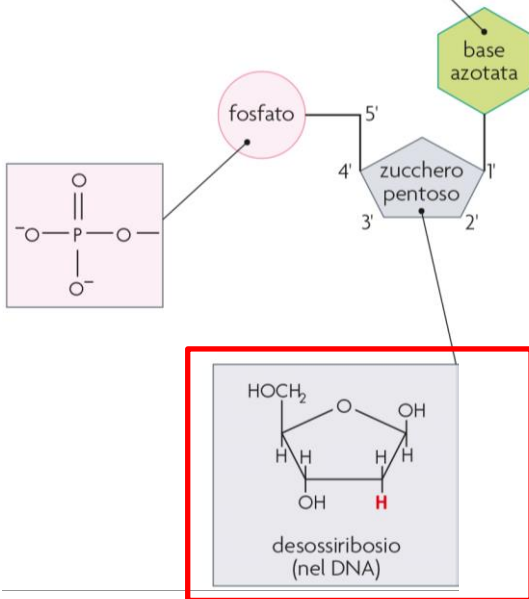 base
azotata
fosfato
5'
4'
zucchero
pentoso
1'
3'
2'
O
⁻O P O
O⁻
HOCH₂
O
OH
H H H H
OH H
desossiribosio
(nel DNA)